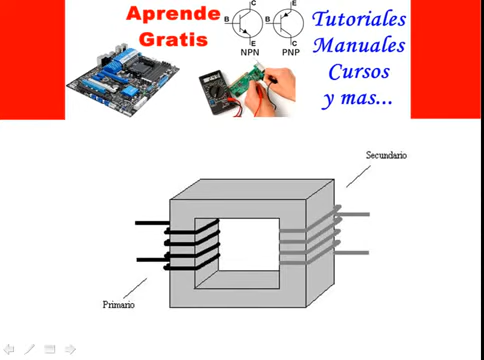 Aprende
Gratis
C
B
E
NPN
E
B
C
PNP
Tutoriales
Manuales
Cursos
y mas...
Secundario
Primario